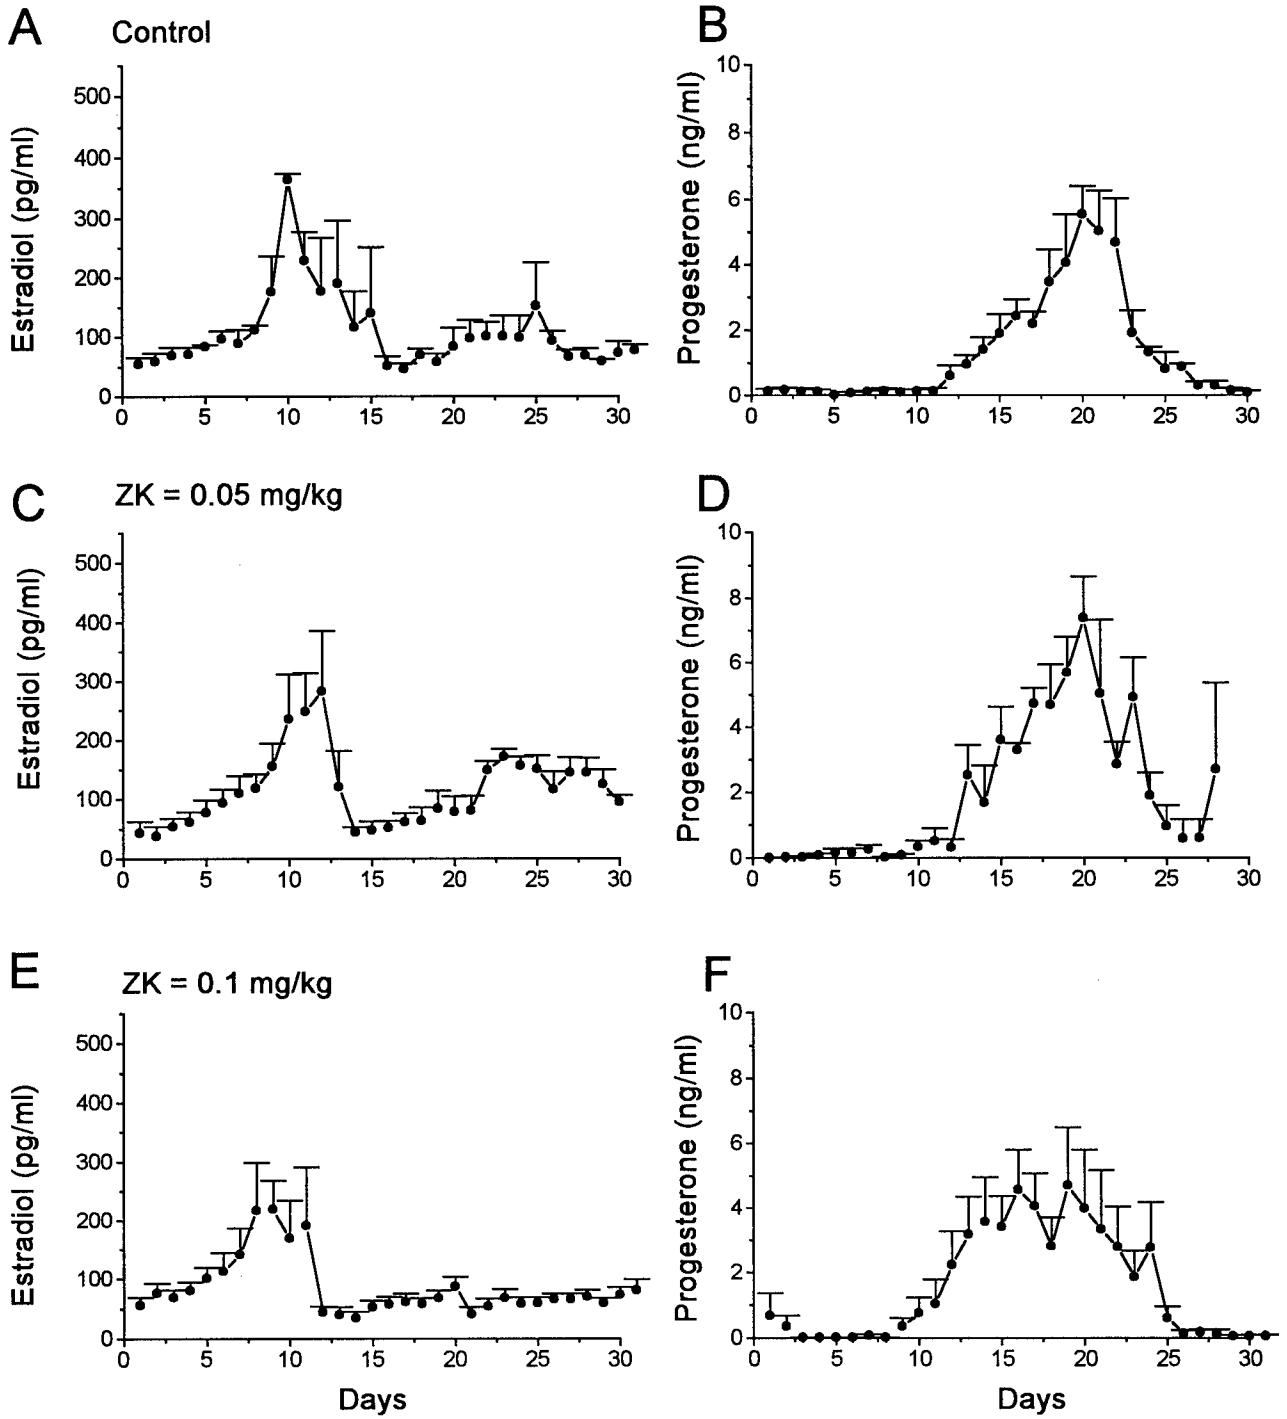 A
Control
Estradiol (pg/ml)
500
400
300
200
100
0
0 5 10 15 20 25 30
B
Progesterone (ng/ml)
10
8
6
4
2
0
0 5 10 15 20 25 30
C
ZK = 0.05 mg/kg
Estradiol (pg/ml)
500
400
300
200
100
0
0 5 10 15 20 25 30
D
Progesterone (ng/ml)
10
8
6
4
2
0
0 5 10 15 20 25 30
E
ZK = 0.1 mg/kg
Estradiol (pg/ml)
500
400
300
200
100
0
0 5 10 15 20 25 30
Days
F
Progesterone (ng/ml)
10
8
6
4
2
0
0 5 10 15 20 25 30
Days